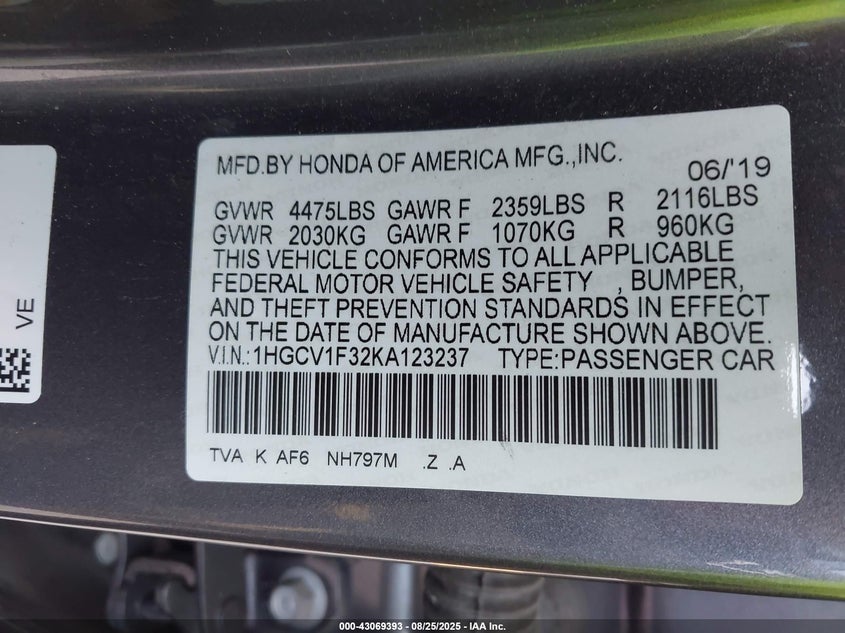 MFD.BY HONDA OF AMERICA MFG.,INC.
06/'19
GVWR 4475LBS GAWR F 2359LBS R 2116LBS
GVWR 2030KG GAWR F 1070KG R 960KG
THIS VEHICLE CONFORMS TO ALL APPLICABLE
FEDERAL MOTOR VEHICLE SAFETY , BUMPER,
AND THEFT PREVENTION STANDARDS IN EFFECT
ON THE DATE OF MANUFACTURE SHOWN ABOVE.
V.I.N.:1HGCV1F32KA123237 TYPE:PASSENGER CAR
TVA K AF6 NH797M .Z .A
VE
000-43069393 - 08/25/2025 - IAA Inc.